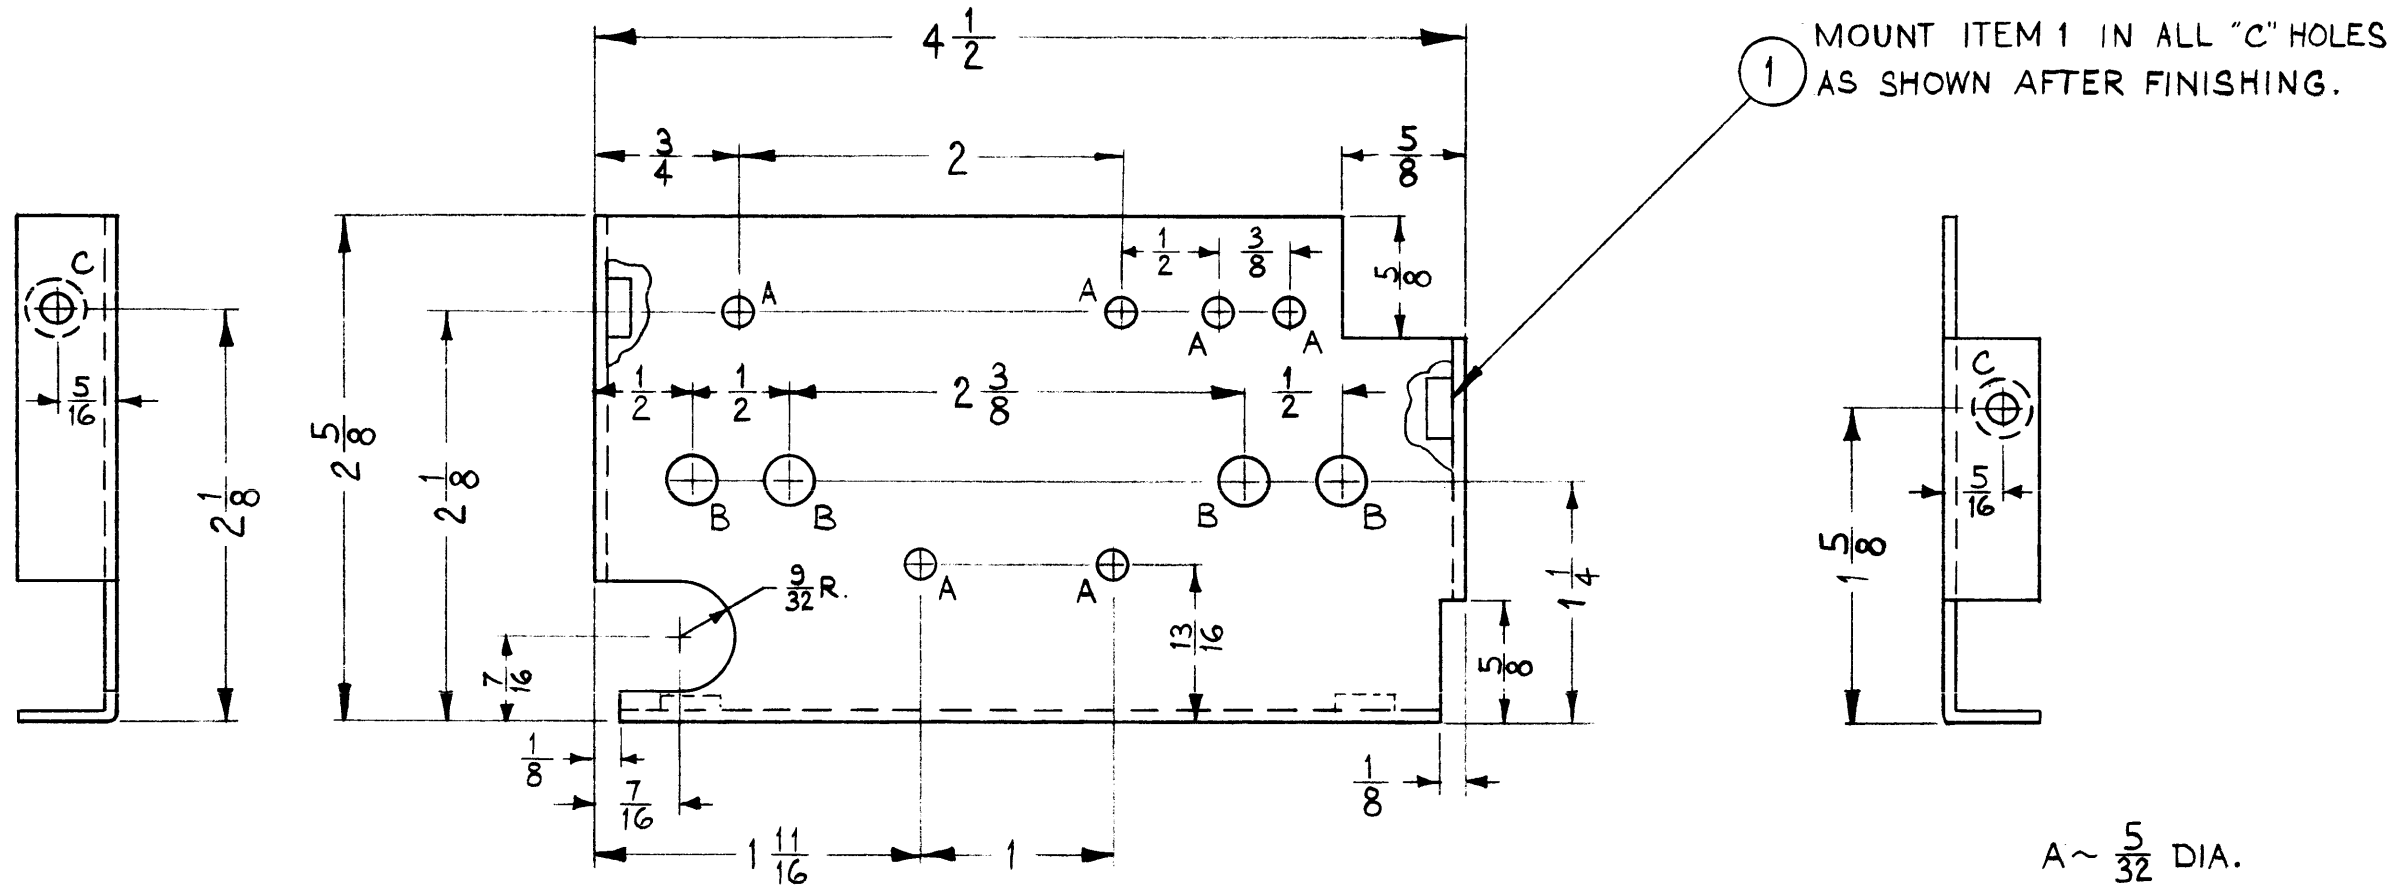 4 1/2
MOUNT ITEM 1 IN ALL "C" HOLES
1 AS SHOWN AFTER FINISHING.
3/4 2 5/8
1/2 3/8 5/8
C A A A A
C
5/16 1/2 1/2 2 3/8 1/2
2 1/8 2 5/8 2 1/8
B B B B
5/16
1 5/8
9/32 R. A A
1 1/4
7/16 13/16 5/8
1/8 7/16 1/8
1 11/16 1
A ~ 5/32 DIA.